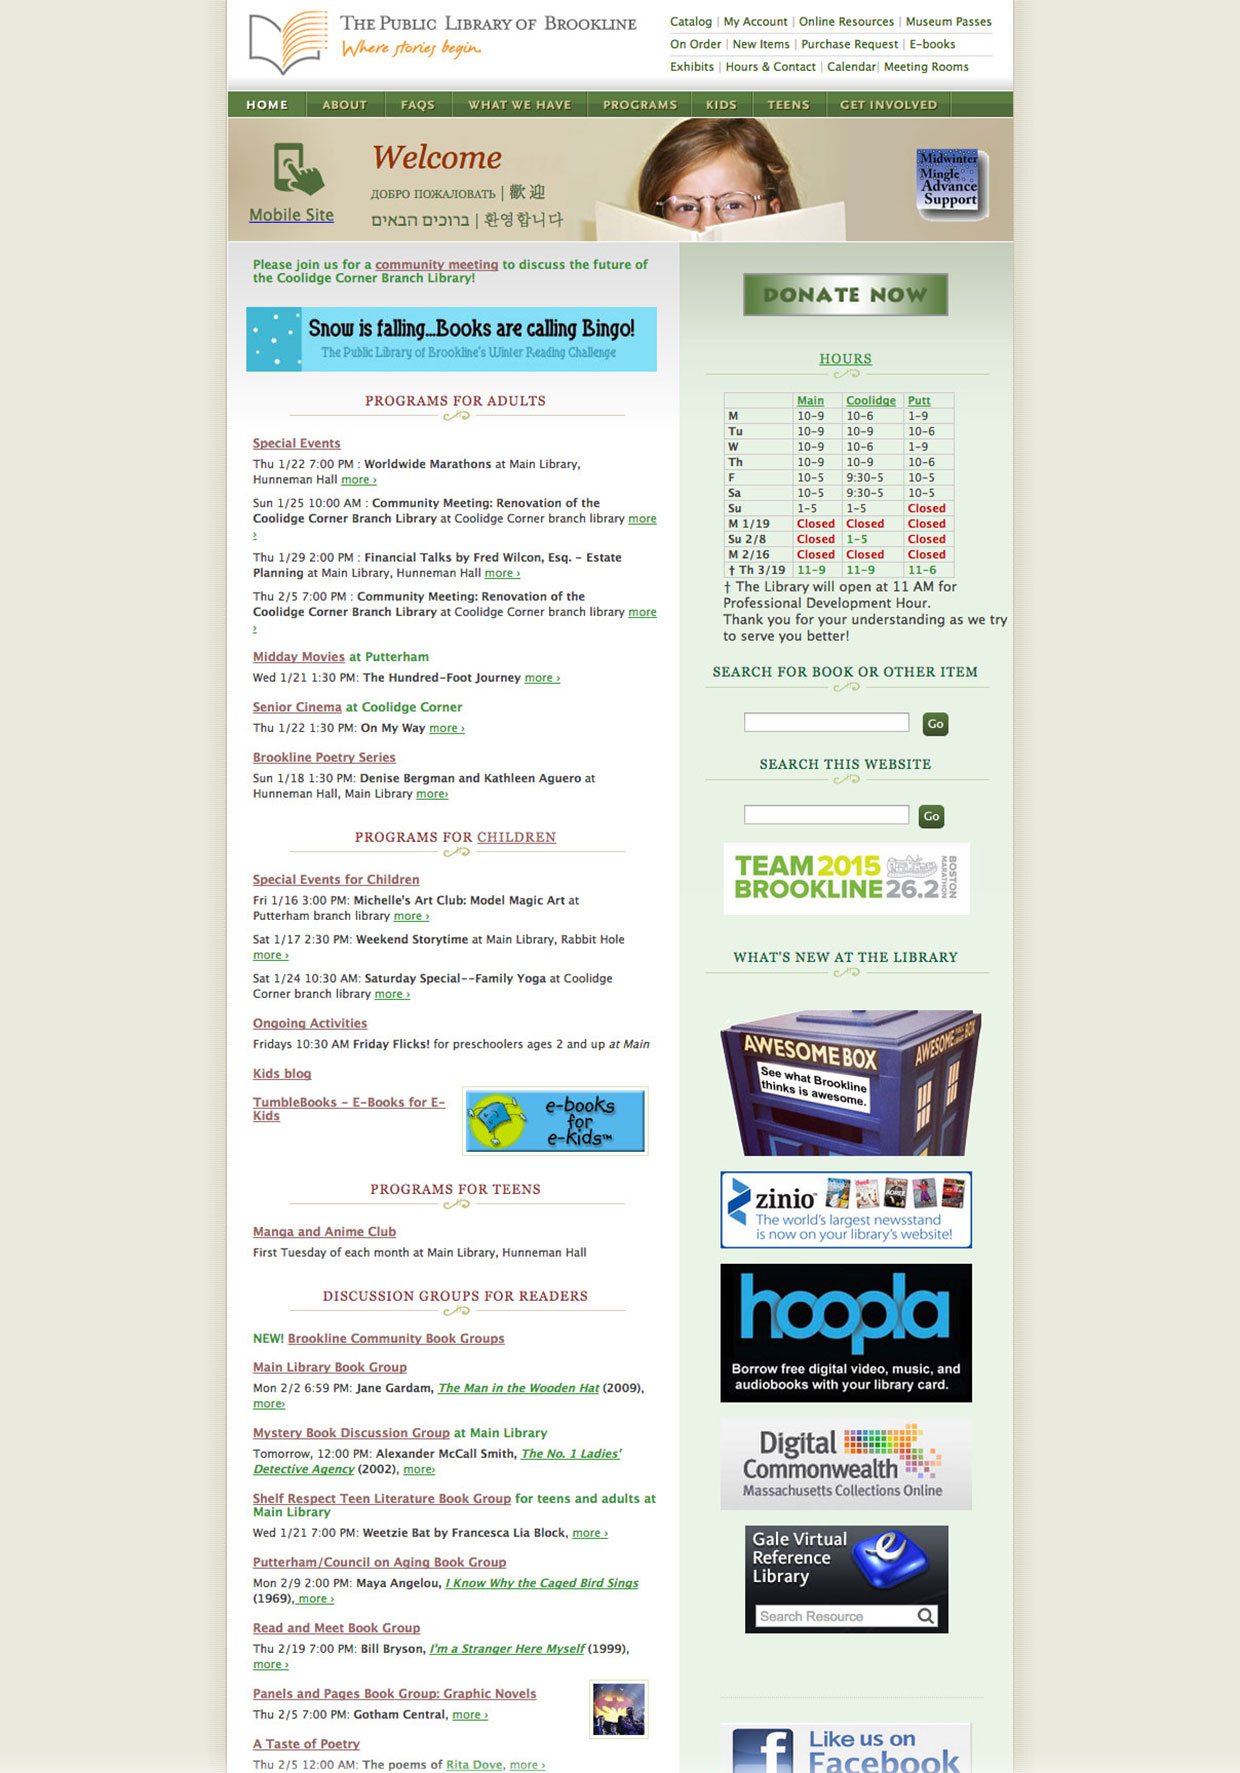 THE PUBLIC LIBRARY OF BROOKLINE
Where stories begin.
Catalog | My Account | Online Resources | Museum Passes
On Order | New Items | Purchase Request | E-books
Exhibits | Hours & Contact | Calendar| Meeting Rooms
HOME ABOUT FAQS WHAT WE HAVE PROGRAMS KIDS TEENS GET INVOLVED
Mobile Site
Welcome
ДОБРО ПОЖАЛОВАТЬ | 歡迎
ברוכים הבאים | 환영합니다
Midwinter
Mingle
Advance
Support
Please join us for a community meeting to discuss the future of
the Coolidge Corner Branch Library!
Snow is falling...Books are calling Bingo!
The Public Library of Brookline's Winter Reading Challenge
PROGRAMS FOR ADULTS
Special Events
Thu 1/22 7:00 PM : Worldwide Marathons at Main Library,
Hunneman Hall more ›
Sun 1/25 10:00 AM : Community Meeting: Renovation of the
Coolidge Corner Branch Library at Coolidge Corner branch library more
›
Thu 1/29 2:00 PM : Financial Talks by Fred Wilcon, Esq. - Estate
Planning at Main Library, Hunneman Hall more ›
Thu 2/5 7:00 PM : Community Meeting: Renovation of the
Coolidge Corner Branch Library at Coolidge Corner branch library more
›
Midday Movies at Putterham
Wed 1/21 1:30 PM: The Hundred-Foot Journey more ›
Senior Cinema at Coolidge Corner
Thu 1/22 1:30 PM: On My Way more ›
Brookline Poetry Series
Sun 1/18 1:30 PM: Denise Bergman and Kathleen Aguero at
Hunneman Hall, Main Library more›
PROGRAMS FOR CHILDREN
Special Events for Children
Fri 1/16 3:00 PM: Michelle's Art Club: Model Magic Art at
Putterham branch library more ›
Sat 1/17 2:30 PM: Weekend Storytime at Main Library, Rabbit Hole
more ›
Sat 1/24 10:30 AM: Saturday Special--Family Yoga at Coolidge
Corner branch library more ›
Ongoing Activities
Fridays 10:30 AM Friday Flicks! for preschoolers ages 2 and up at Main
Kids blog
TumbleBooks - E-Books for E-
Kids
e-books
for
e-kids™
PROGRAMS FOR TEENS
Manga and Anime Club
First Tuesday of each month at Main Library, Hunneman Hall
DISCUSSION GROUPS FOR READERS
NEW! Brookline Community Book Groups
Main Library Book Group
Mon 2/2 6:59 PM: Jane Gardam, The Man in the Wooden Hat (2009),
more›
Mystery Book Discussion Group at Main Library
Tomorrow, 12:00 PM: Alexander McCall Smith, The No. 1 Ladies'
Detective Agency (2002), more›
Shelf Respect Teen Literature Book Group for teens and adults at
Main Library
Wed 1/21 7:00 PM: Weetzie Bat by Francesca Lia Block, more ›
Putterham/Council on Aging Book Group
Mon 2/9 2:00 PM: Maya Angelou, I Know Why the Caged Bird Sings
(1969), more ›
Read and Meet Book Group
Thu 2/19 7:00 PM: Bill Bryson, I'm a Stranger Here Myself (1999),
more ›
Panels and Pages Book Group: Graphic Novels
Thu 2/5 7:00 PM: Gotham Central, more ›
A Taste of Poetry
Thu 2/5 12:00 AM: The poems of Rita Dove, more ›
DONATE NOW
HOURS
Main Coolidge Putt
M 10-9 10-6 1-9
Tu 10-9 10-9 10-6
W 10-9 10-6 1-9
Th 10-9 10-9 10-6
F 10-5 9:30-5 10-5
Sa 10-5 9:30-5 10-5
Su 1-5 1-5 Closed
M 1/19 Closed Closed Closed
Su 2/8 Closed 1-5 Closed
M 2/16 Closed Closed Closed
† Th 3/19 11-9 11-9 11-6
† The Library will open at 11 AM for
Professional Development Hour.
Thank you for your understanding as we try
to serve you better!
SEARCH FOR BOOK OR OTHER ITEM
Go
SEARCH THIS WEBSITE
Go
TEAM 2015
BROOKLINE 26.2
BOSTON
MARATHON
WHAT'S NEW AT THE LIBRARY
AWESOME BOX
See what Brookline
thinks is awesome.
AWESOME BOX
zinio™
The world's largest newsstand
is now on your library's website!
hoopla
Borrow free digital video, music, and
audiobooks with your library card.
Digital
Commonwealth
Massachusetts Collections Online
Gale Virtual
Reference
Library
Search Resource
Like us on
Facebook